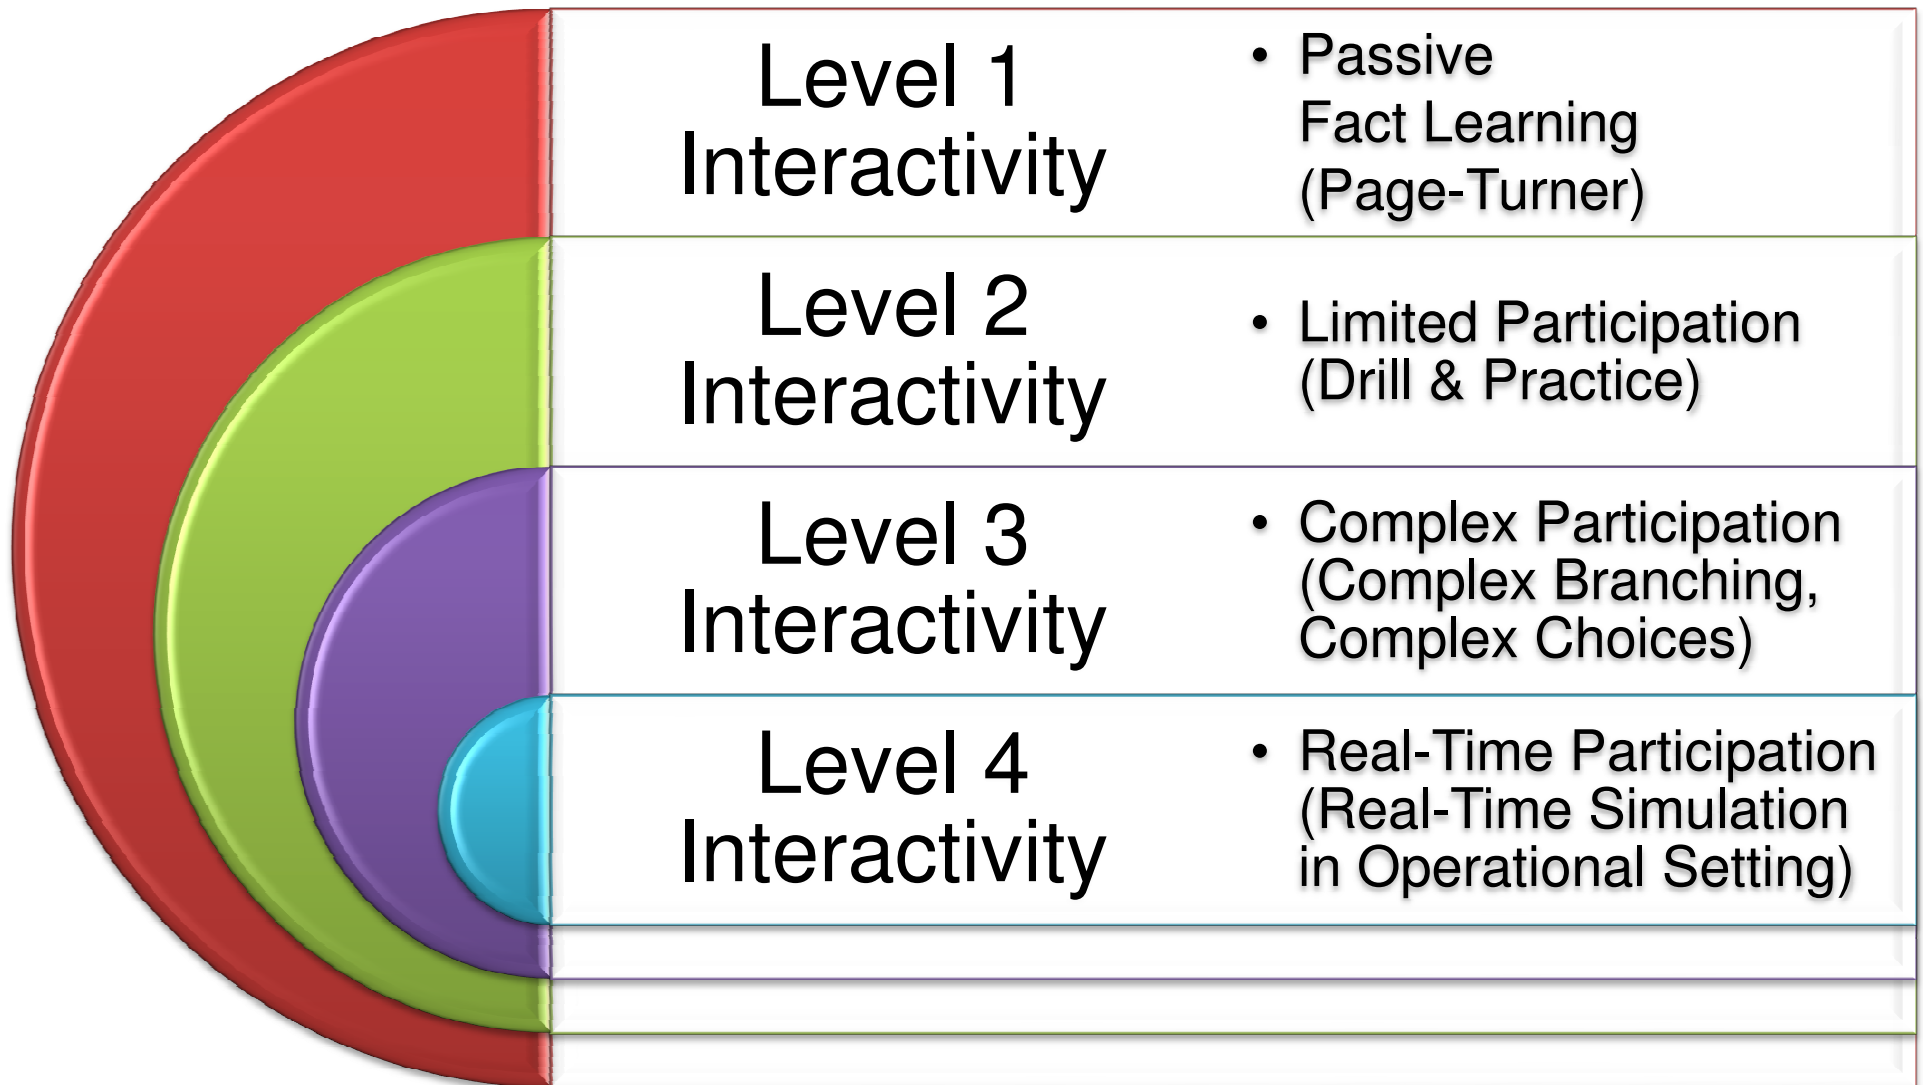 Level 1
Interactivity
• Passive
Fact Learning
(Page-Turner)
Level 2
Interactivity
• Limited Participation
(Drill & Practice)
Level 3
Interactivity
• Complex Participation
(Complex Branching,
Complex Choices)
Level 4
Interactivity
• Real-Time Participation
(Real-Time Simulation
in Operational Setting)